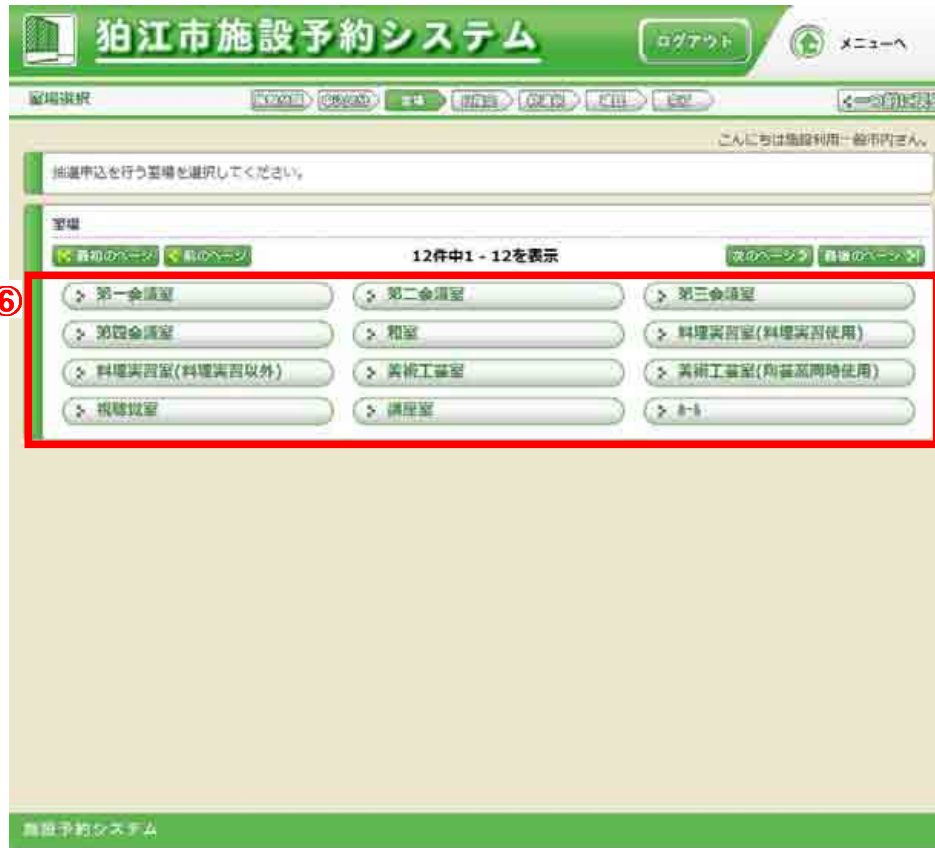 狛江市施設予約システム
ログアウト
メニューへ
室場選択
こんにちは施設利用一般市内さん。
抽選申込を行う室場を選択してください。
室場
最初のページ 前のページ 12件中1 - 12を表示 次のページ 最後のページ
⑥
第一会議室 第二会議室 第三会議室
第四会議室 和室 料理実習室(料理実習使用)
料理実習室(料理実習以外) 美術工芸室 美術工芸室(陶芸窯同時使用)
視聴覚室 講座室 ﾎｰﾙ
施設予約システム